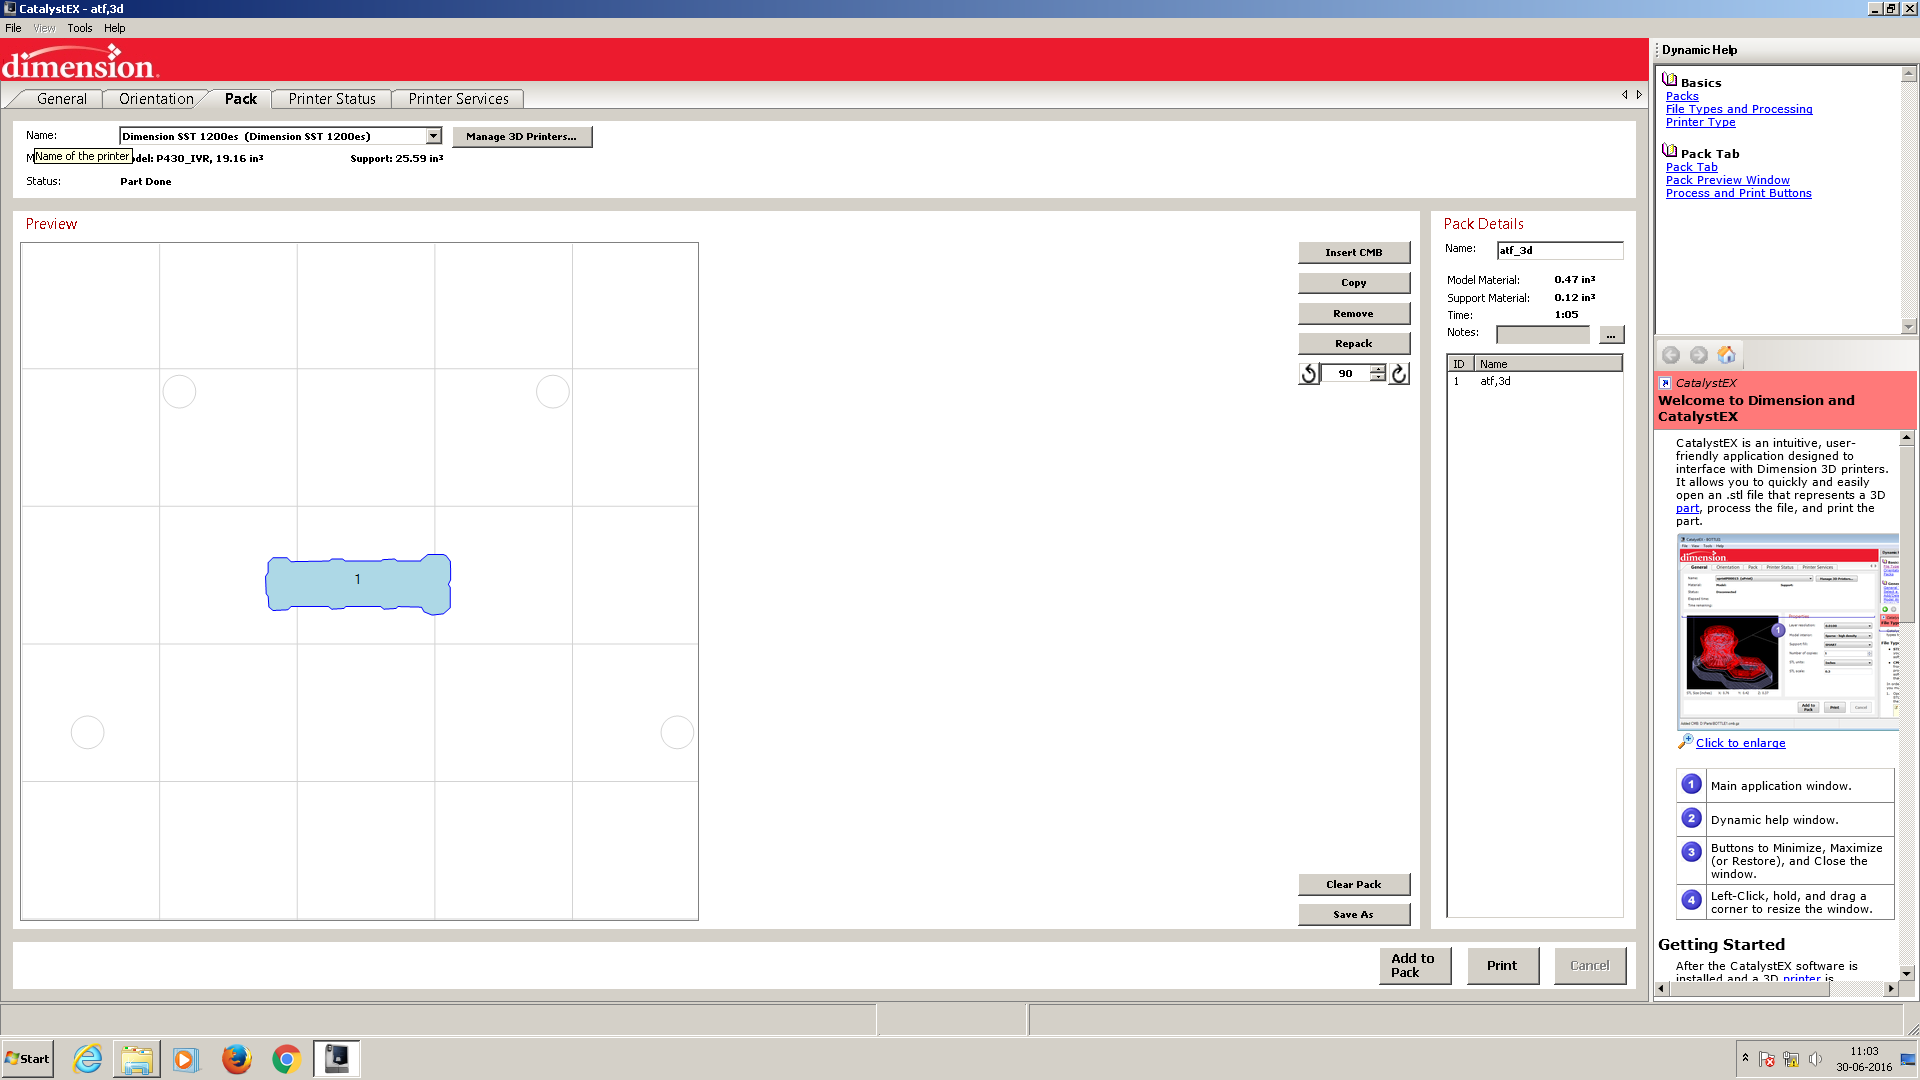 CatalystEX - atf,3d
File View Tools Help
dimension
General Orientation Pack Printer Status Printer Services
Name: Dimension SST 1200es (Dimension SST 1200es) Manage 3D Printers...
Name of the printer
odel: P430_IVR, 19.16 in³ Support: 25.59 in³
Status: Part Done
Preview
1
Insert CMB
Copy
Remove
Repack
90
Clear Pack
Save As
Pack Details
Name: atf_3d
Model Material: 0.47 in³
Support Material: 0.12 in³
Time: 1:05
Notes: ...
ID Name
1 atf,3d
Add to Pack
Print
Cancel
Dynamic Help
Basics
Packs
File Types and Processing
Printer Type
Pack Tab
Pack Tab
Pack Preview Window
Process and Print Buttons
CatalystEX
Welcome to Dimension and
CatalystEX
CatalystEX is an intuitive, user-
friendly application designed to
interface with Dimension 3D printers.
It allows you to quickly and easily
open an .stl file that represents a 3D
part, process the file, and print the
part.
dimension
Click to enlarge
1 Main application window.
2 Dynamic help window.
3 Buttons to Minimize, Maximize
(or Restore), and Close the
window.
4 Left-Click, hold, and drag a
corner to resize the window.
Getting Started
After the CatalystEX software is
installed and a 3D printer is
Start
11:03
30-06-2016